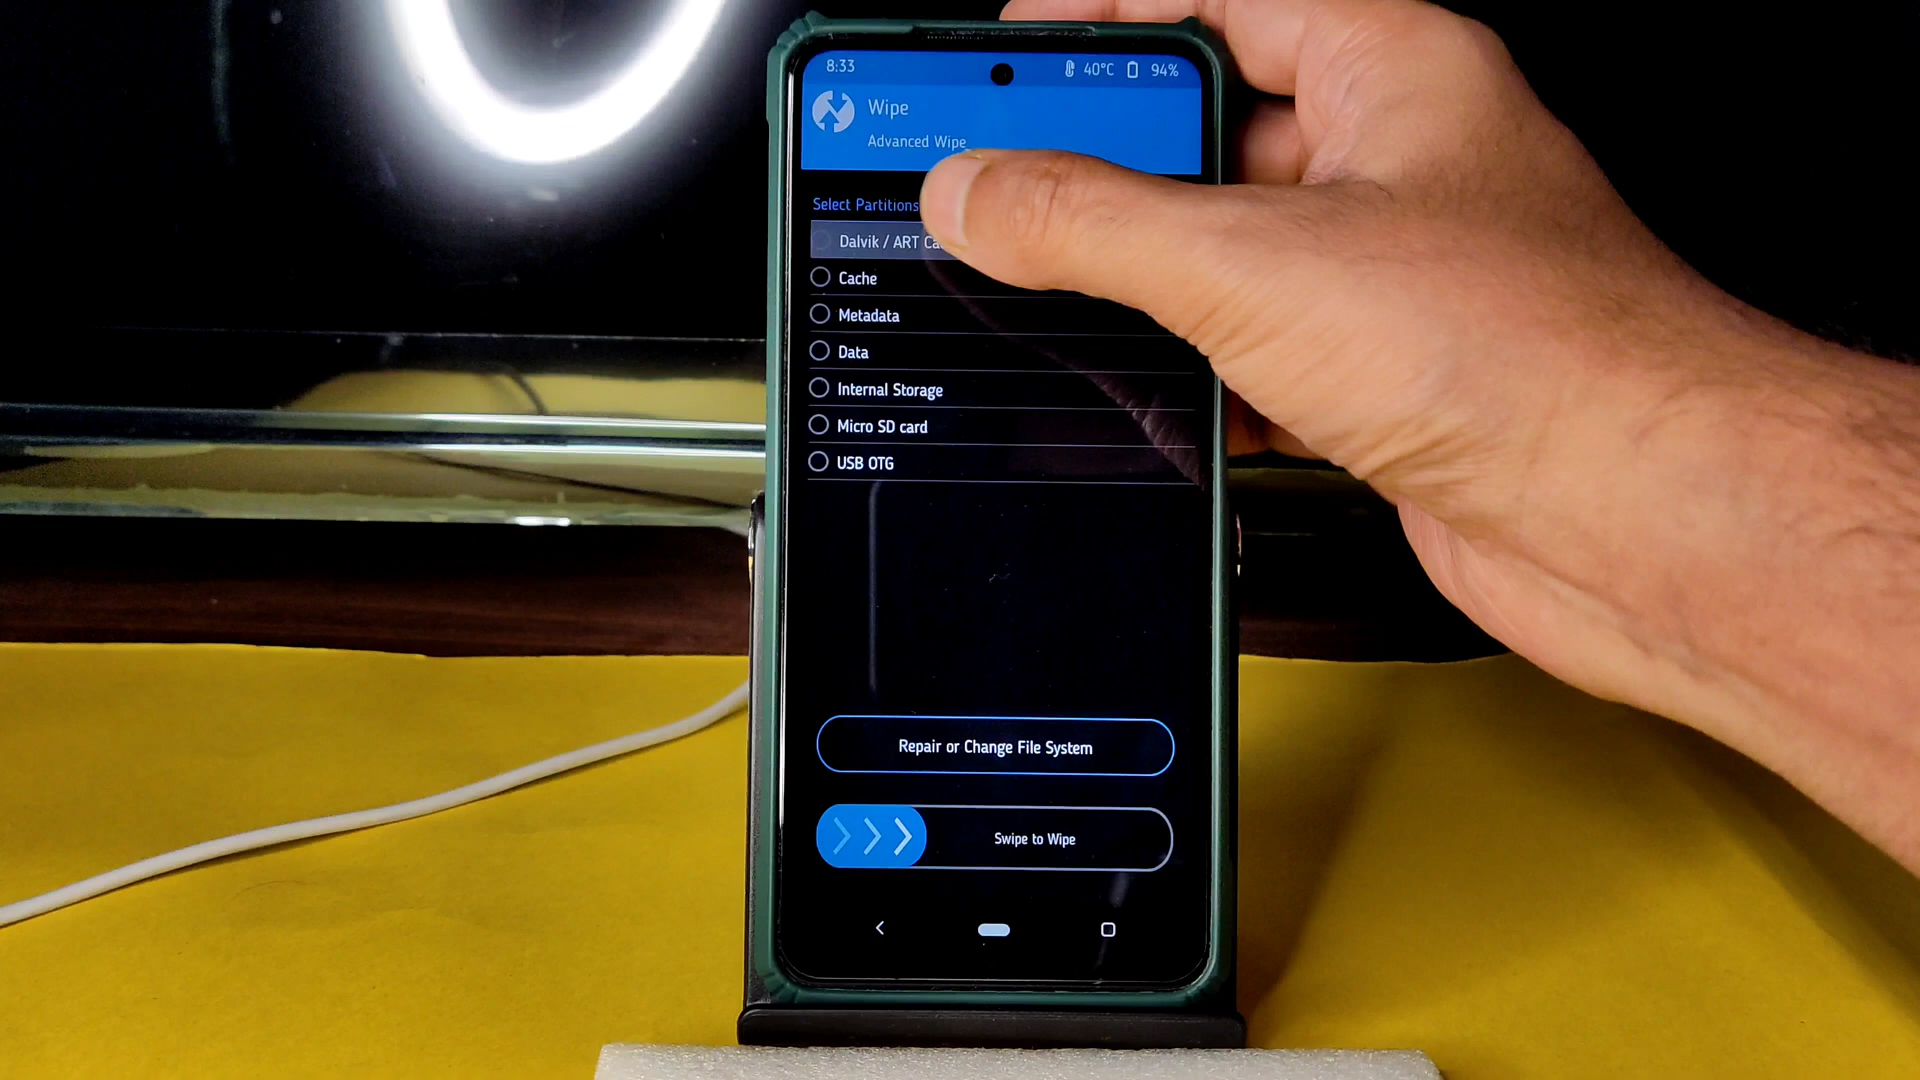 8:33 40°C 94%
Wipe
Advanced Wipe
Select Partitions
Dalvik / ART
Cache
Metadata
Data
Internal Storage
Micro SD card
USB OTG
Repair or Change File System
Swipe to Wipe